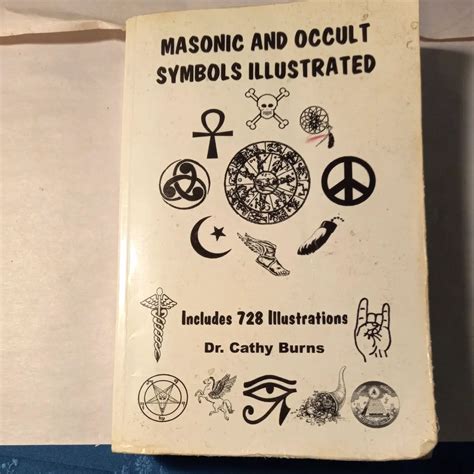 MASONIC AND OCCULT
SYMBOLS ILLUSTRATED
Includes 728 Illustrations
Dr. Cathy Burns